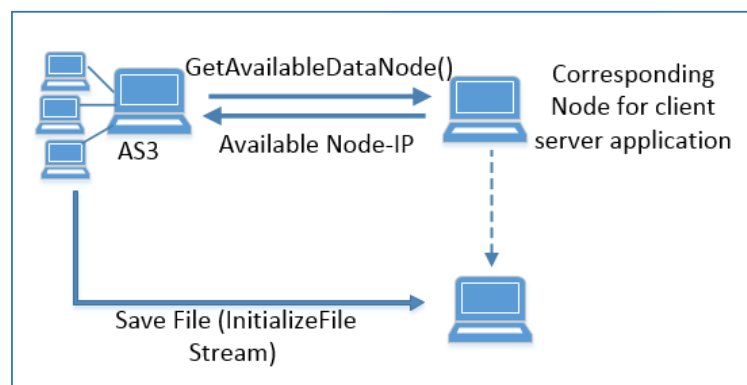 GetAvailableDataNode()
AS3
Available Node-IP
Corresponding
Node for client
server application
Save File (InitializeFile
Stream)